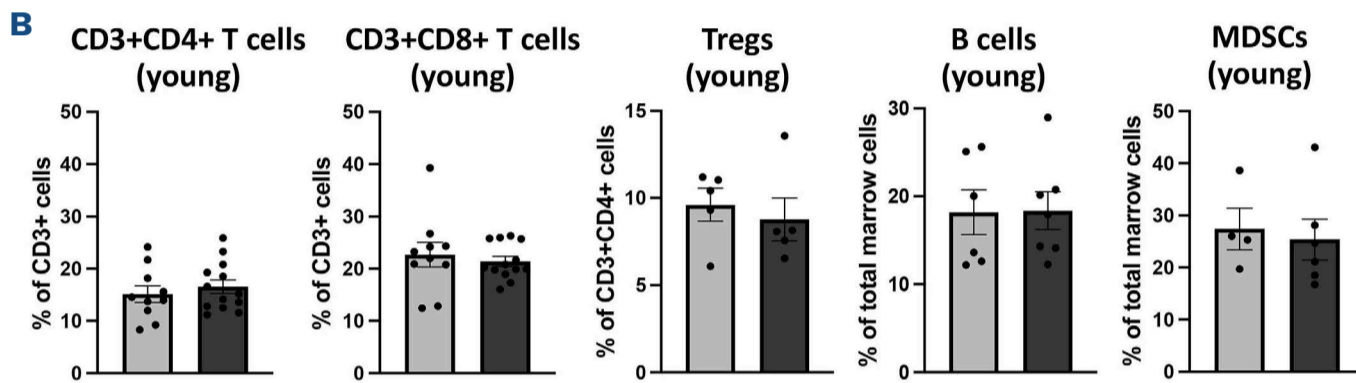 B
CD3+CD4+ T cells
(young)
% of CD3+ cells
50
40
30
20
10
0
CD3+CD8+ T cells
(young)
% of CD3+ cells
50
40
30
20
10
0
Tregs
(young)
% of CD3+CD4+ cells
15
10
5
0
B cells
(young)
% of total marrow cells
30
20
10
0
MDSCs
(young)
% of total marrow cells
50
40
30
20
10
0